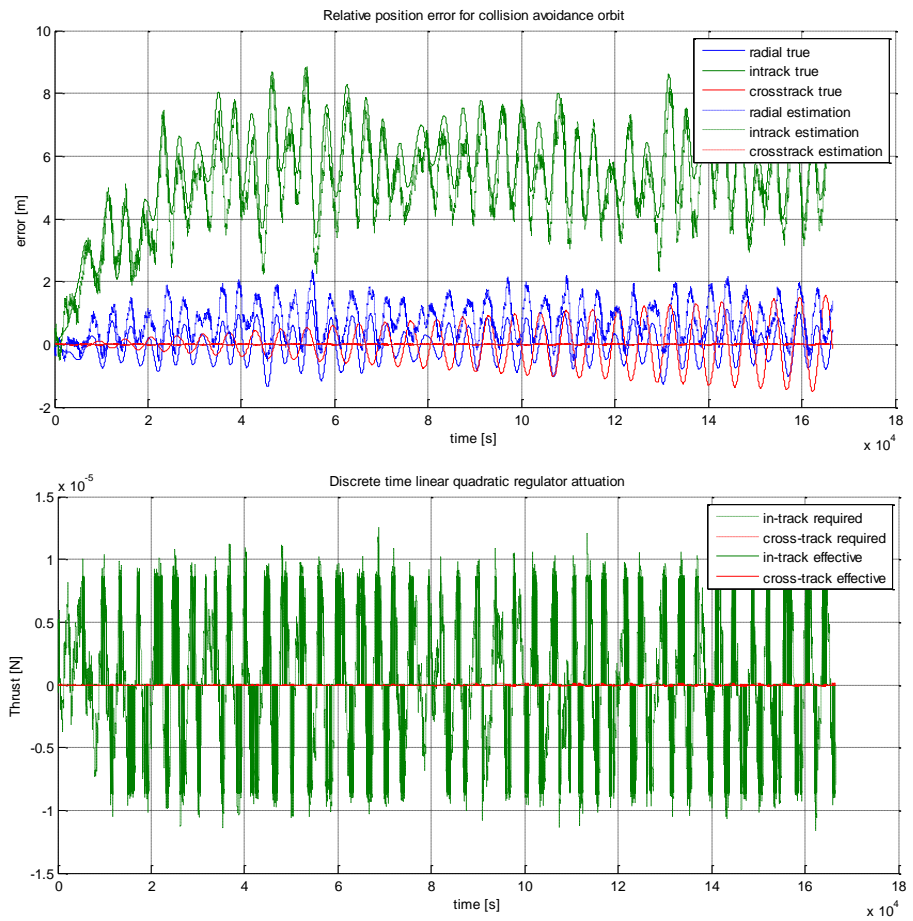 Relative position error for collision avoidance orbit
10
8
6
4
2
0
-2
error [m]
radial true
intrack true
crosstrack true
radial estimation
intrack estimation
crosstrack estimation
0 2 4 6 8 10 12 14 16 18
time [s]
x 10^4
Discrete time linear quadratic regulator attuation
x 10^-5
1.5
1
0.5
0
-0.5
-1
-1.5
Thrust [N]
in-track required
cross-track required
in-track effective
cross-track effective
0 2 4 6 8 10 12 14 16 18
time [s]
x 10^4